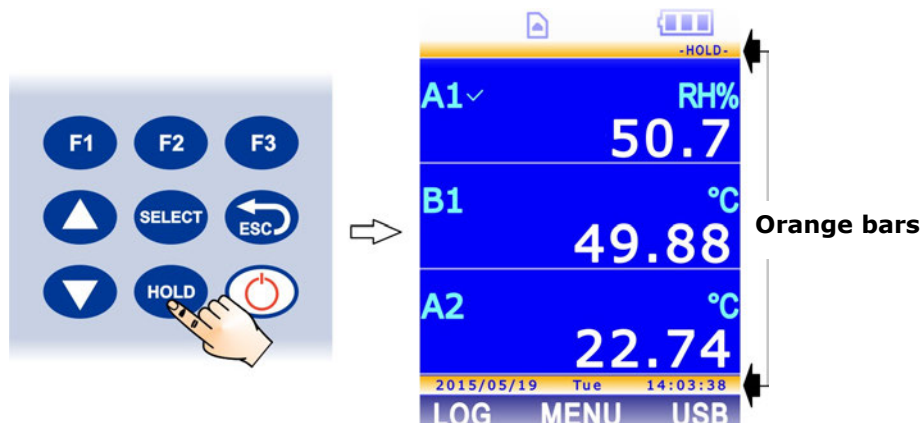 F1 F2 F3
SELECT
ESC
HOLD
-HOLD-
A1✓ RH%
50.7
B1 °C
49.88
A2 °C
22.74
2015/05/19 Tue 14:03:38
LOG MENU USB
Orange bars